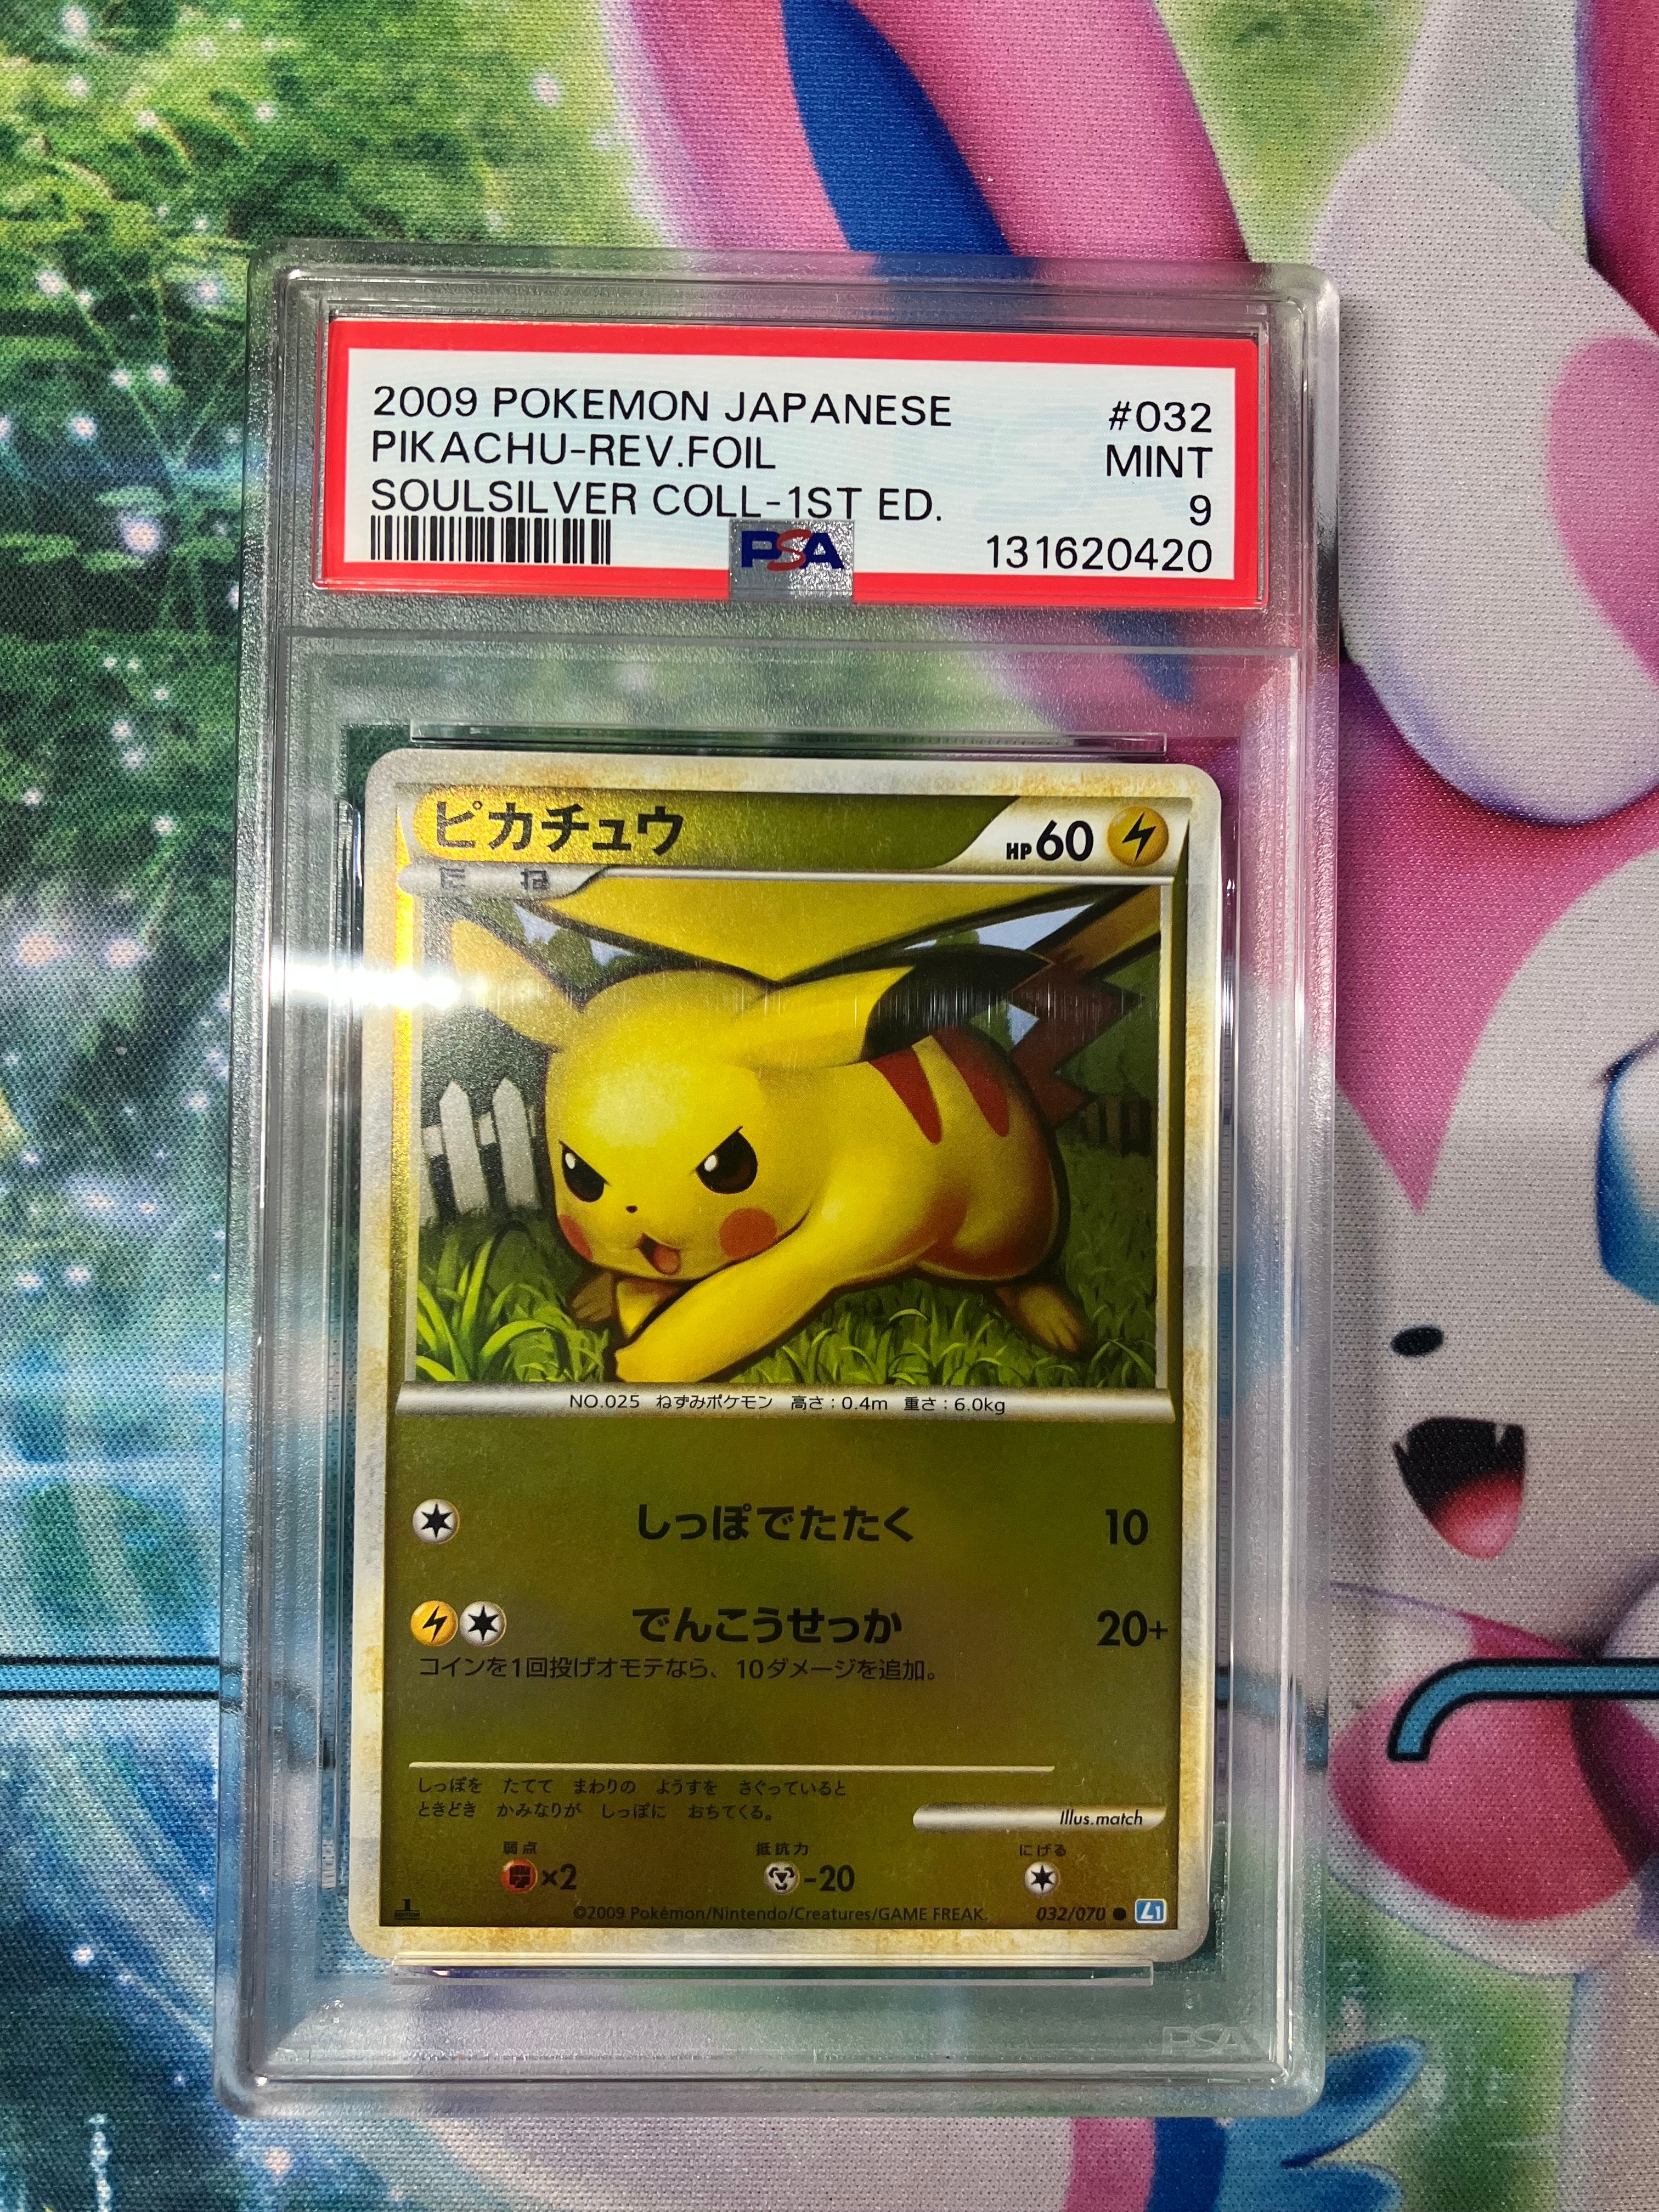 2009 POKEMON JAPANESE #032
PIKACHU-REV.FOIL MINT
SOULSILVER COLL-1ST ED. 9
PSA 131620420
ピカチュウ HP60
NO.025 ねずみポケモン 高さ:0.4m 重さ:6.0kg
しっぽでたたく 10
でんこうせっか 20+
コインを1回投げオモテなら、10ダメージを追加。
しっぽを たてて まわりの ようすを さぐっていると
ときどき かみなりが しっぽに おちてくる。
Illus.match
弱点 抵抗力 にげる
×2 -20
1 EDITION ©2009 Pokémon/Nintendo/Creatures/GAME FREAK. 032/070 L1
PSA